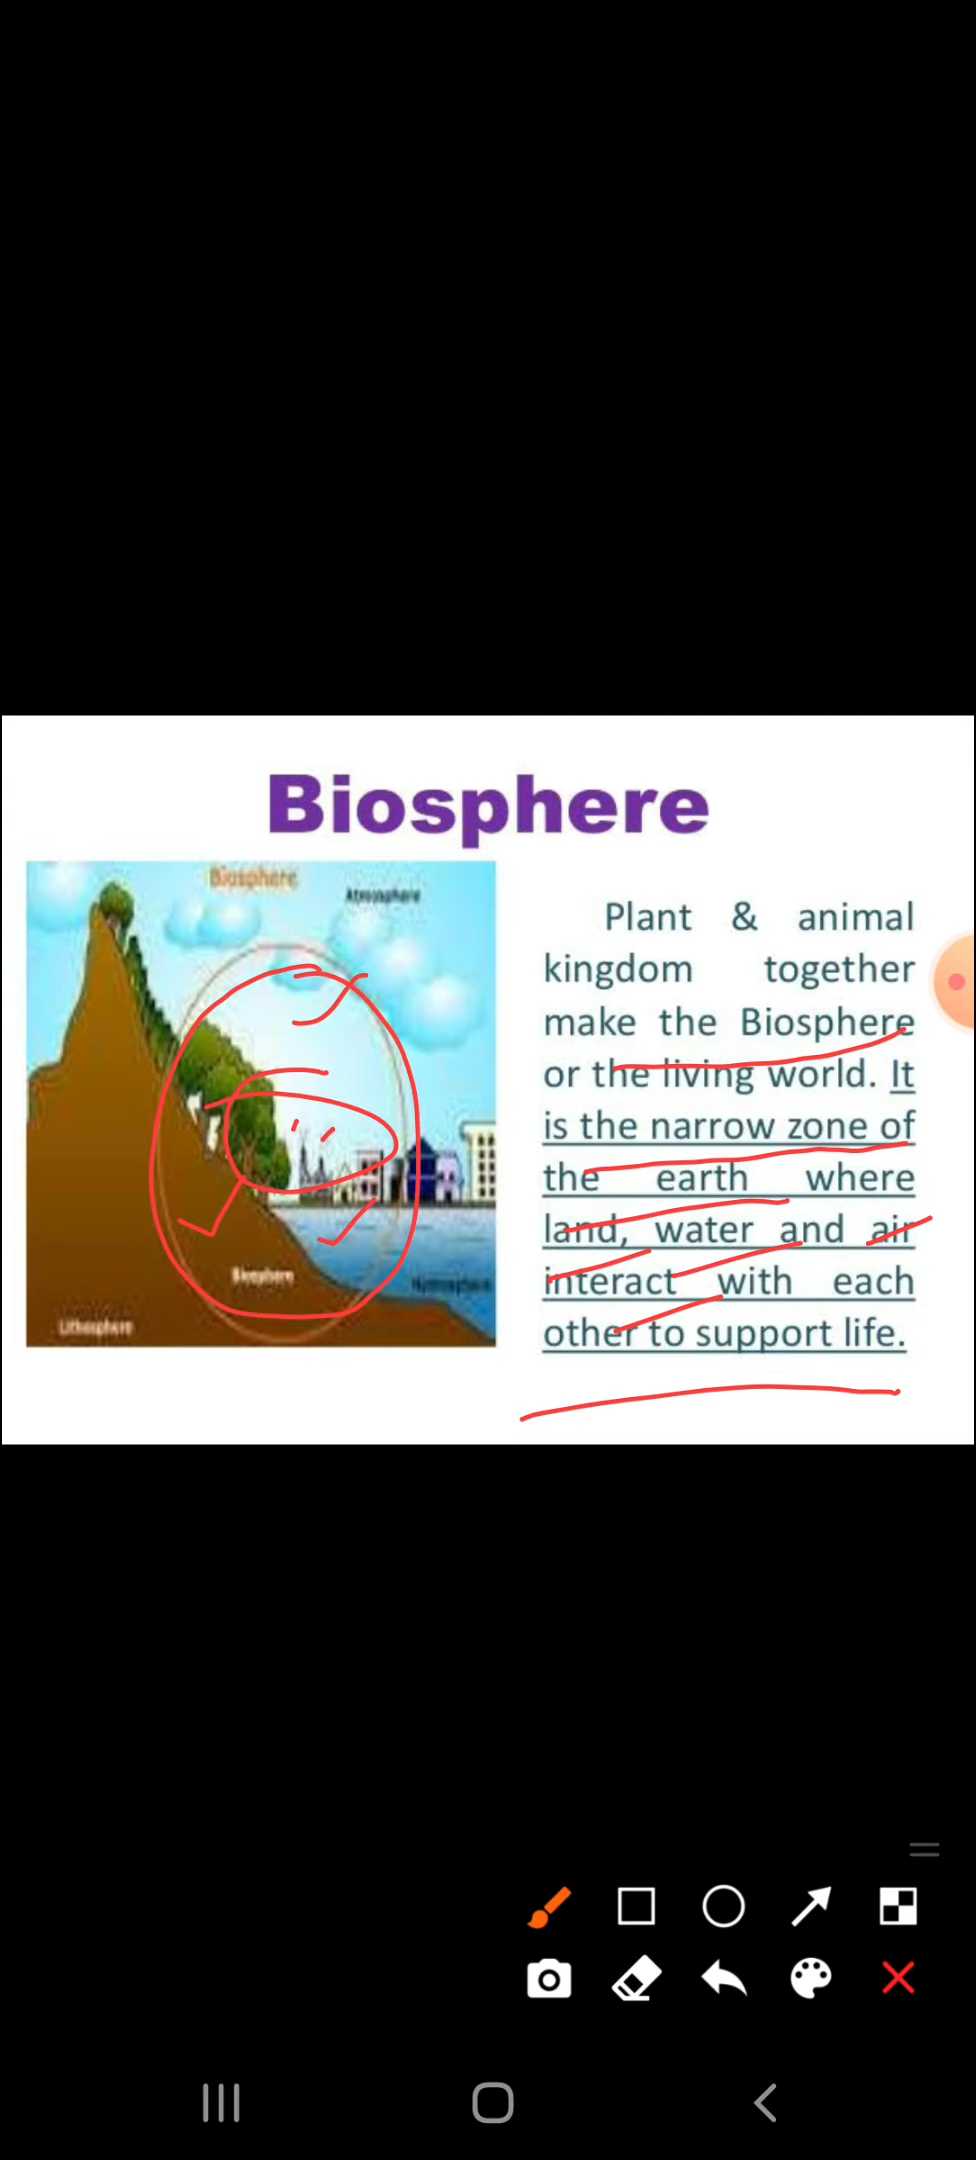 Biosphere
Biosphere
Atmosphere
Biosphere
Hydrosphere
Lithosphere
Plant & animal
kingdom together
make the Biosphere
or the living world. It
is the narrow zone of
the earth where
land, water and air
interact with each
other to support life.